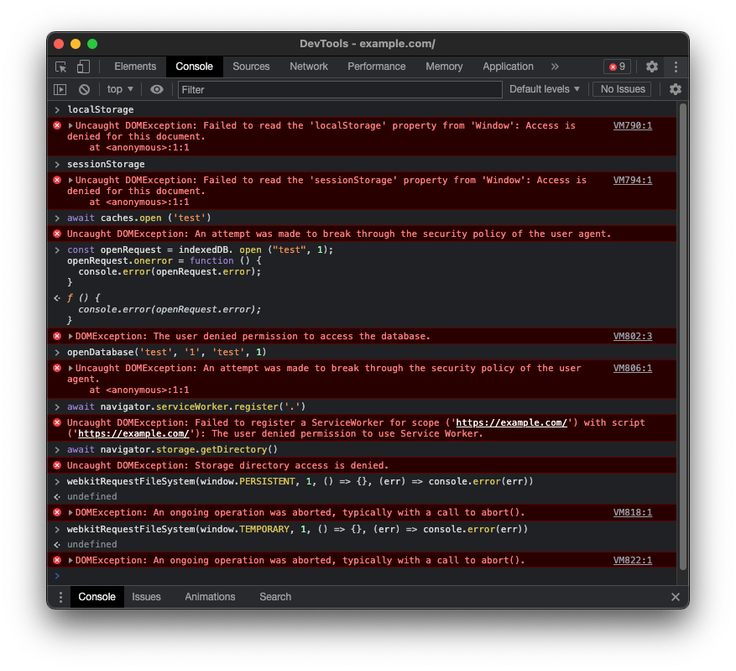 DevTools - example.com/
Elements Console Sources Network Performance Memory Application » 9
top ▼ Filter Default levels ▼ No Issues
> localStorage
▶Uncaught DOMException: Failed to read the 'localStorage' property from 'Window': Access is VM790:1
denied for this document.
at <anonymous>:1:1
> sessionStorage
▶Uncaught DOMException: Failed to read the 'sessionStorage' property from 'Window': Access is VM794:1
denied for this document.
at <anonymous>:1:1
> await caches.open ('test')
Uncaught DOMException: An attempt was made to break through the security policy of the user agent.
> const openRequest = indexedDB. open ("test", 1);
openRequest.onerror = function () {
console.error(openRequest.error);
}
ƒ () {
console.error(openRequest.error);
}
▶DOMException: The user denied permission to access the database. VM802:3
> openDatabase('test', '1', 'test', 1)
▶Uncaught DOMException: An attempt was made to break through the security policy of the user VM806:1
agent.
at <anonymous>:1:1
> await navigator.serviceWorker.register('.')
Uncaught DOMException: Failed to register a ServiceWorker for scope ('https://example.com/') with script
('https://example.com/'): The user denied permission to use Service Worker.
> await navigator.storage.getDirectory()
Uncaught DOMException: Storage directory access is denied.
> webkitRequestFileSystem(window.PERSISTENT, 1, () => {}, (err) => console.error(err))
undefined
▶DOMException: An ongoing operation was aborted, typically with a call to abort(). VM818:1
> webkitRequestFileSystem(window.TEMPORARY, 1, () => {}, (err) => console.error(err))
undefined
▶DOMException: An ongoing operation was aborted, typically with a call to abort(). VM822:1
>
Console Issues Animations Search